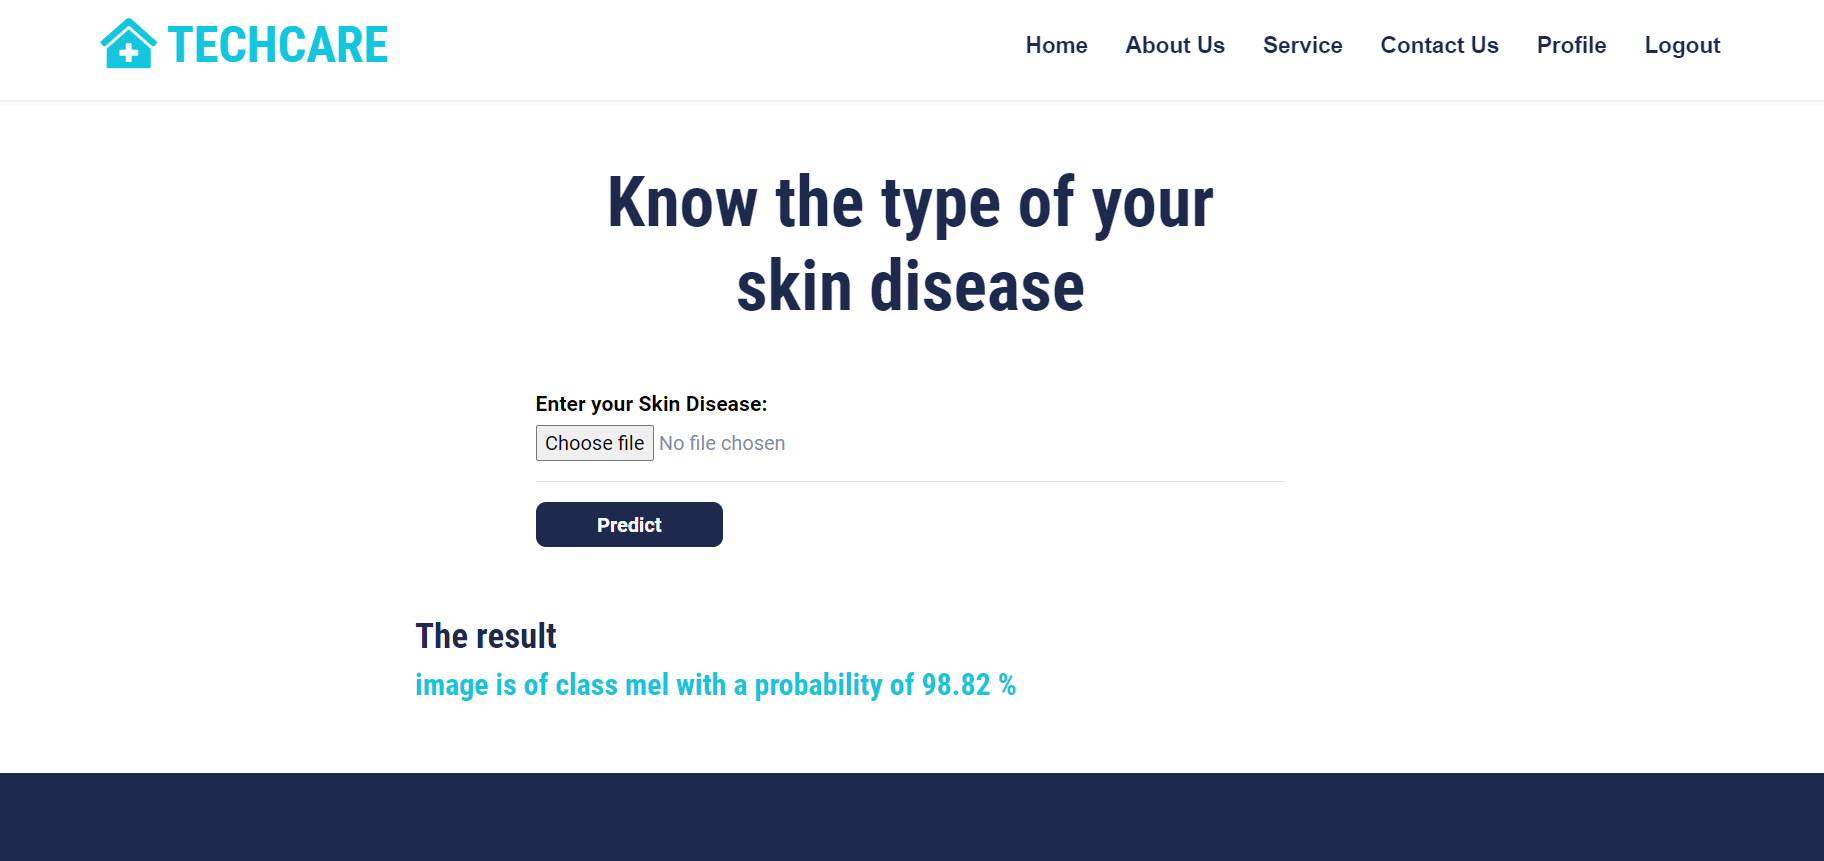 TECHCARE
Home About Us Service Contact Us Profile Logout
Know the type of your
skin disease
Enter your Skin Disease:
Choose file No file chosen
Predict
The result
image is of class mel with a probability of 98.82 %